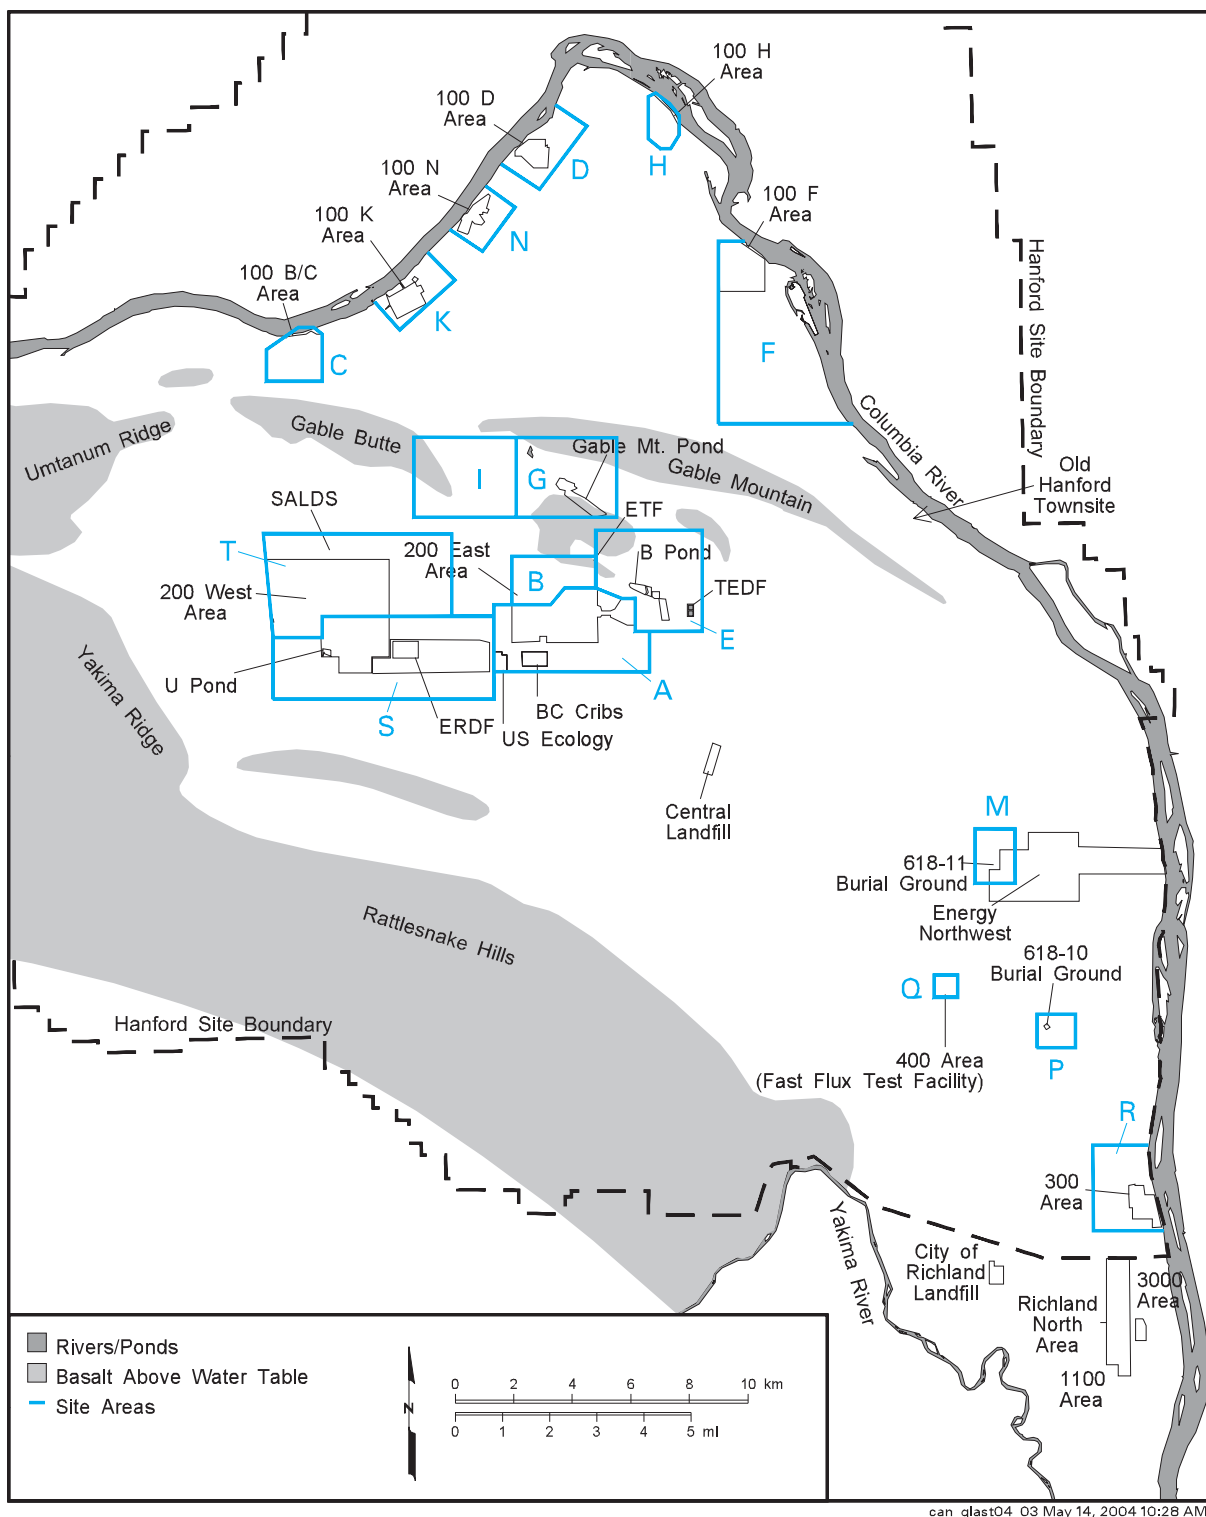 100 H
Area
100 D
Area
H
D
100 N
Area
100 F
Area
100 K
Area
N
Hanford Site Boundary
100 B/C
Area
K
C
F
Columbia River
Umtanum Ridge
Gable Butte
Gable Mt. Pond
Gable Mountain
I
G
Old
Hanford
Townsite
SALDS
ETF
T
200 East
Area
B Pond
B
TEDF
200 West
Area
E
Yakima Ridge
U Pond
A
S
ERDF
BC Cribs
US Ecology
Central
Landfill
M
618-11
Burial Ground
Energy
Northwest
Rattlesnake Hills
618-10
Burial Ground
Q
Hanford Site Boundary
400 Area
(Fast Flux Test Facility)
P
R
300
Area
Yakima River
City of
Richland
Landfill
3000
Area
Richland
North
Area
1100
Area
Rivers/Ponds
Basalt Above Water Table
Site Areas
N
0 2 4 6 8 10 km
0 1 2 3 4 5 mi
can_glast04_03 May 14, 2004 10:28 AM